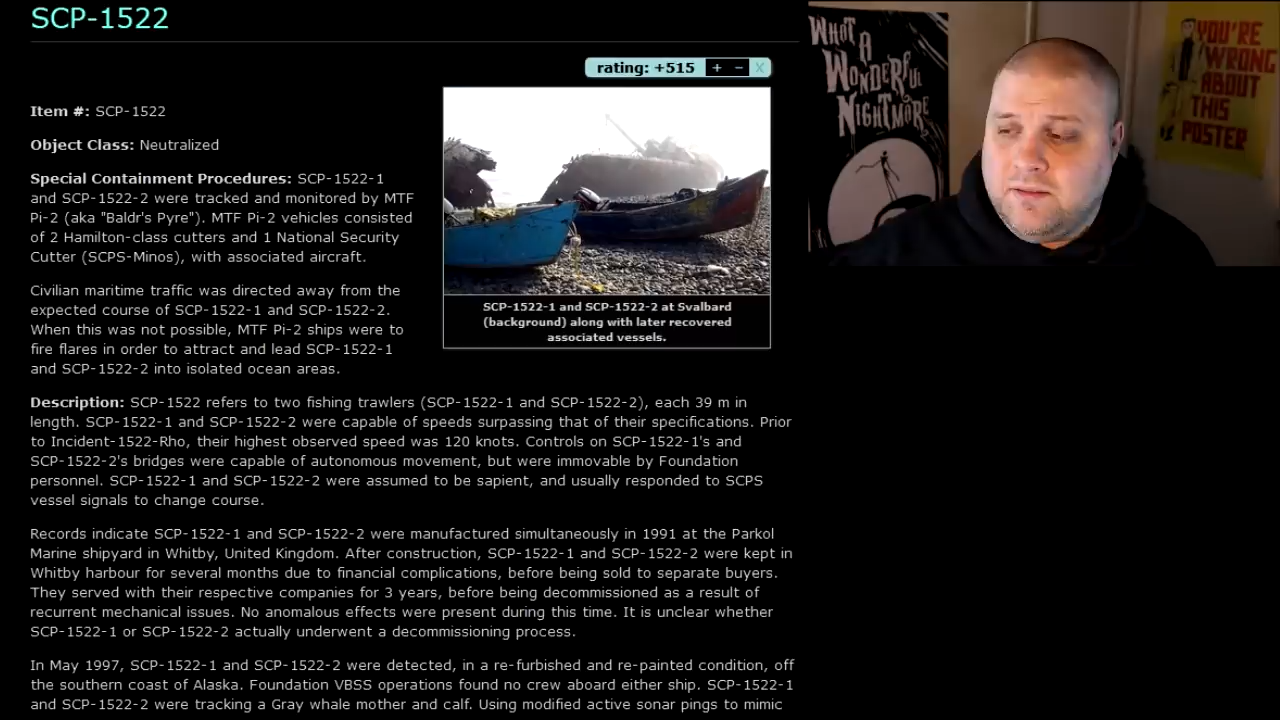 SCP-1522
rating: +515 + − X
Item #: SCP-1522
Object Class: Neutralized
Special Containment Procedures: SCP-1522-1
and SCP-1522-2 were tracked and monitored by MTF
Pi-2 (aka "Baldr's Pyre"). MTF Pi-2 vehicles consisted
of 2 Hamilton-class cutters and 1 National Security
Cutter (SCPS-Minos), with associated aircraft.
Civilian maritime traffic was directed away from the
expected course of SCP-1522-1 and SCP-1522-2.
When this was not possible, MTF Pi-2 ships were to
fire flares in order to attract and lead SCP-1522-1
and SCP-1522-2 into isolated ocean areas.
SCP-1522-1 and SCP-1522-2 at Svalbard
(background) along with later recovered
associated vessels.
Description: SCP-1522 refers to two fishing trawlers (SCP-1522-1 and SCP-1522-2), each 39 m in
length. SCP-1522-1 and SCP-1522-2 were capable of speeds surpassing that of their specifications. Prior
to Incident-1522-Rho, their highest observed speed was 120 knots. Controls on SCP-1522-1's and
SCP-1522-2's bridges were capable of autonomous movement, but were immovable by Foundation
personnel. SCP-1522-1 and SCP-1522-2 were assumed to be sapient, and usually responded to SCPS
vessel signals to change course.
Records indicate SCP-1522-1 and SCP-1522-2 were manufactured simultaneously in 1991 at the Parkol
Marine shipyard in Whitby, United Kingdom. After construction, SCP-1522-1 and SCP-1522-2 were kept in
Whitby harbour for several months due to financial complications, before being sold to separate buyers.
They served with their respective companies for 3 years, before being decommissioned as a result of
recurrent mechanical issues. No anomalous effects were present during this time. It is unclear whether
SCP-1522-1 or SCP-1522-2 actually underwent a decommissioning process.
In May 1997, SCP-1522-1 and SCP-1522-2 were detected, in a re-furbished and re-painted condition, off
the southern coast of Alaska. Foundation VBSS operations found no crew aboard either ship. SCP-1522-1
and SCP-1522-2 were tracking a Gray whale mother and calf. Using modified active sonar pings to mimic
WHAT
A
WONDERFUL
NIGHTMARE
YOU'RE
WRONG
ABOUT
THIS
POSTER